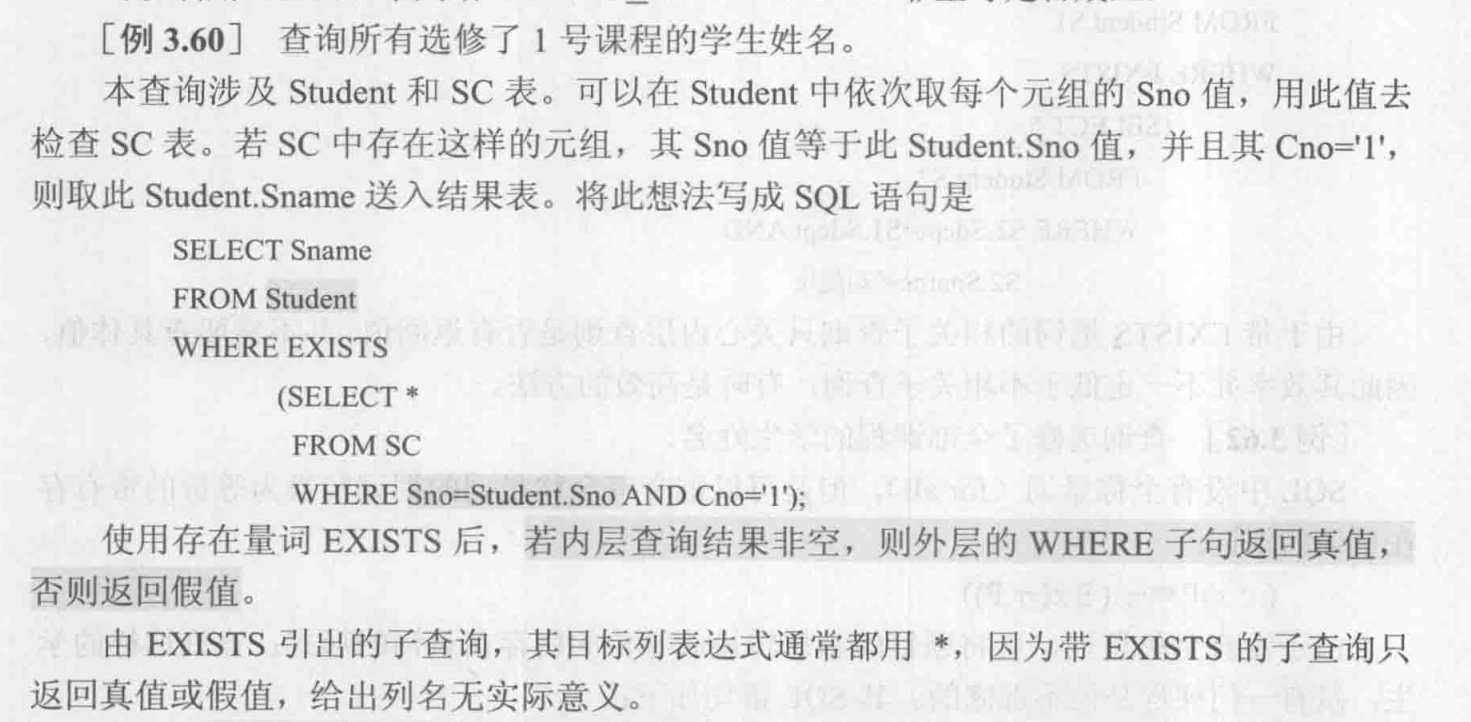 ［例 3.60］ 查询所有选修了 1 号课程的学生姓名。
本查询涉及 Student 和 SC 表。可以在 Student 中依次取每个元组的 Sno 值，用此值去
检查 SC 表。若 SC 中存在这样的元组，其 Sno 值等于此 Student.Sno 值，并且其 Cno='1',
则取此 Student.Sname 送入结果表。将此想法写成 SQL 语句是
SELECT Sname
FROM Student
WHERE EXISTS
(SELECT *
FROM SC
WHERE Sno=Student.Sno AND Cno='1');
使用存在量词 EXISTS 后，若内层查询结果非空，则外层的 WHERE 子句返回真值，
否则返回假值。
由 EXISTS 引出的子查询，其目标列表达式通常都用 *，因为带 EXISTS 的子查询只
返回真值或假值，给出列名无实际意义。